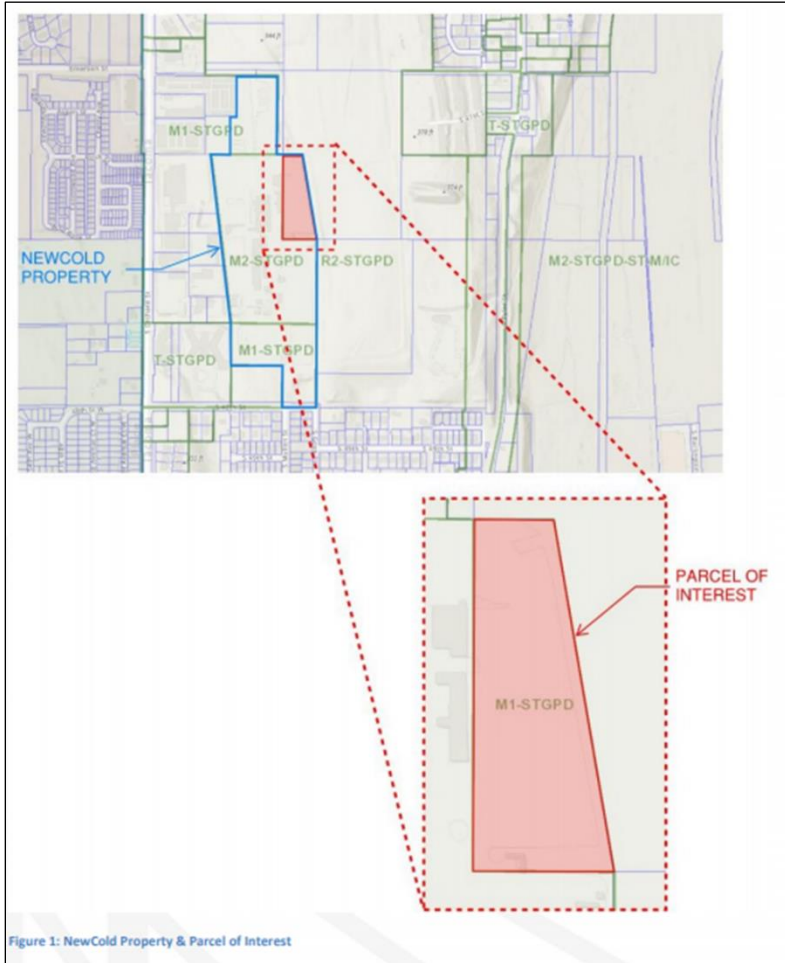 M1-STGPD
T-STGPD
NEWCOLD
PROPERTY
M2-STGPD
R2-STGPD
M2-STGPD-ST-M/IC
T-STGPD
M1-STGPD
PARCEL OF
INTEREST
M1-STGPD
Figure 1: NewCold Property & Parcel of Interest